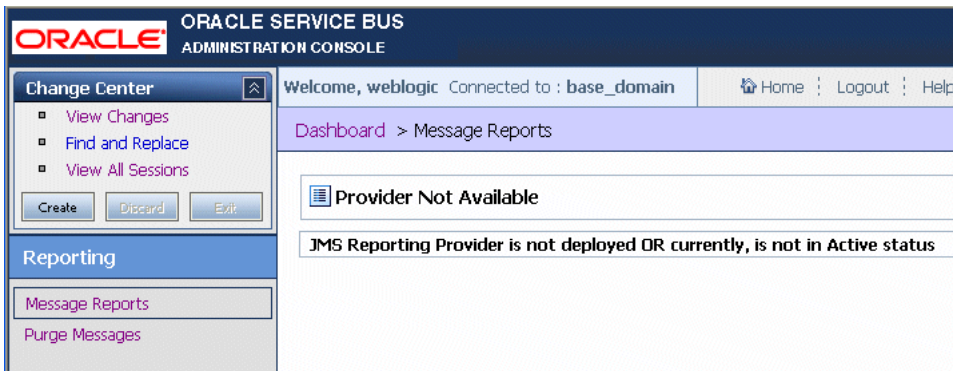 ORACLE
ORACLE SERVICE BUS
ADMINISTRATION CONSOLE
Change Center
View Changes
Find and Replace
View All Sessions
Create Discard Exit
Reporting
Message Reports
Purge Messages
Welcome, weblogic Connected to : base_domain Home Logout Help
Dashboard > Message Reports
Provider Not Available
JMS Reporting Provider is not deployed OR currently, is not in Active status